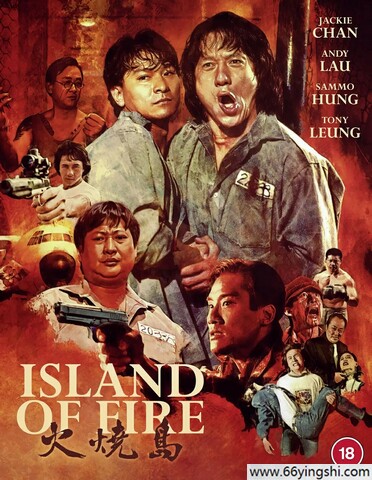 JACKIE
CHAN
ANDY
LAU
SAMMO
HUNG
TONY
LEUNG
ISLAND
OF FIRE
火燒島
18
www.66yingshi.com